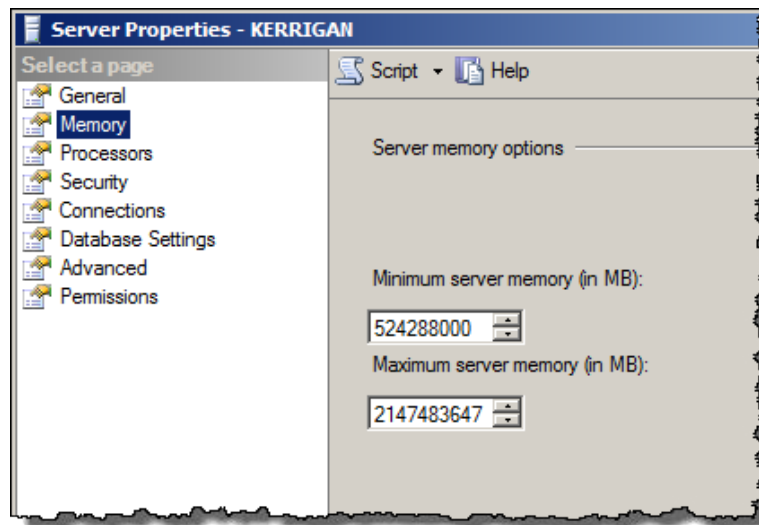 Server Properties - KERRIGAN
Select a page
General
Memory
Processors
Security
Connections
Database Settings
Advanced
Permissions
Script Help
Server memory options
Minimum server memory (in MB):
524288000
Maximum server memory (in MB):
2147483647